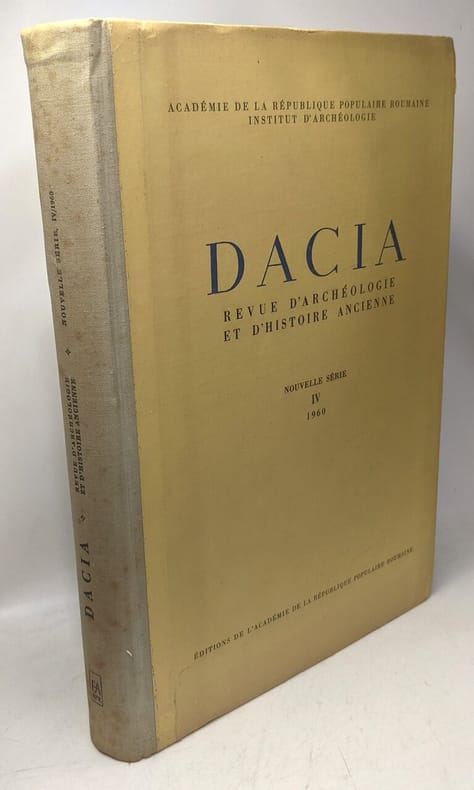 ACADÉMIE DE LA RÉPUBLIQUE POPULAIRE ROUMAINE
INSTITUT D'ARCHÉOLOGIE
DACIA
REVUE D'ARCHÉOLOGIE
ET D'HISTOIRE ANCIENNE
NOUVELLE SÉRIE
IV
1960
ÉDITIONS DE L'ACADÉMIE DE LA RÉPUBLIQUE POPULAIRE ROUMAINE
DACIA
REVUE D'ARCHÉOLOGIE
ET D'HISTOIRE ANCIENNE
NOUVELLE SÉRIE, IV/1960